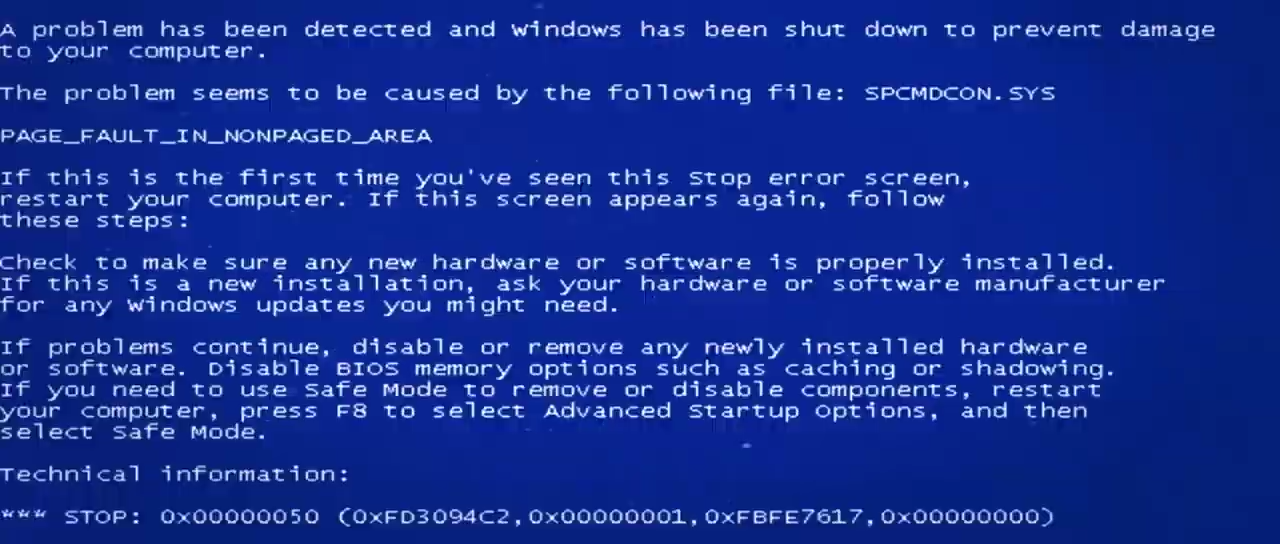 A problem has been detected and Windows has been shut down to prevent damage
to your computer.
The problem seems to be caused by the following file: SPCMDCON.SYS
PAGE_FAULT_IN_NONPAGED_AREA
If this is the first time you've seen this Stop error screen,
restart your computer. If this screen appears again, follow
these steps:
Check to make sure any new hardware or software is properly installed.
If this is a new installation, ask your hardware or software manufacturer
for any Windows updates you might need.
If problems continue, disable or remove any newly installed hardware
or software. Disable BIOS memory options such as caching or shadowing.
If you need to use Safe Mode to remove or disable components, restart
your computer, press F8 to select Advanced Startup Options, and then
select Safe Mode.
Technical information:
*** STOP: 0x00000050 (0xFD3094C2,0x00000001,0xFBFE7617,0x00000000)